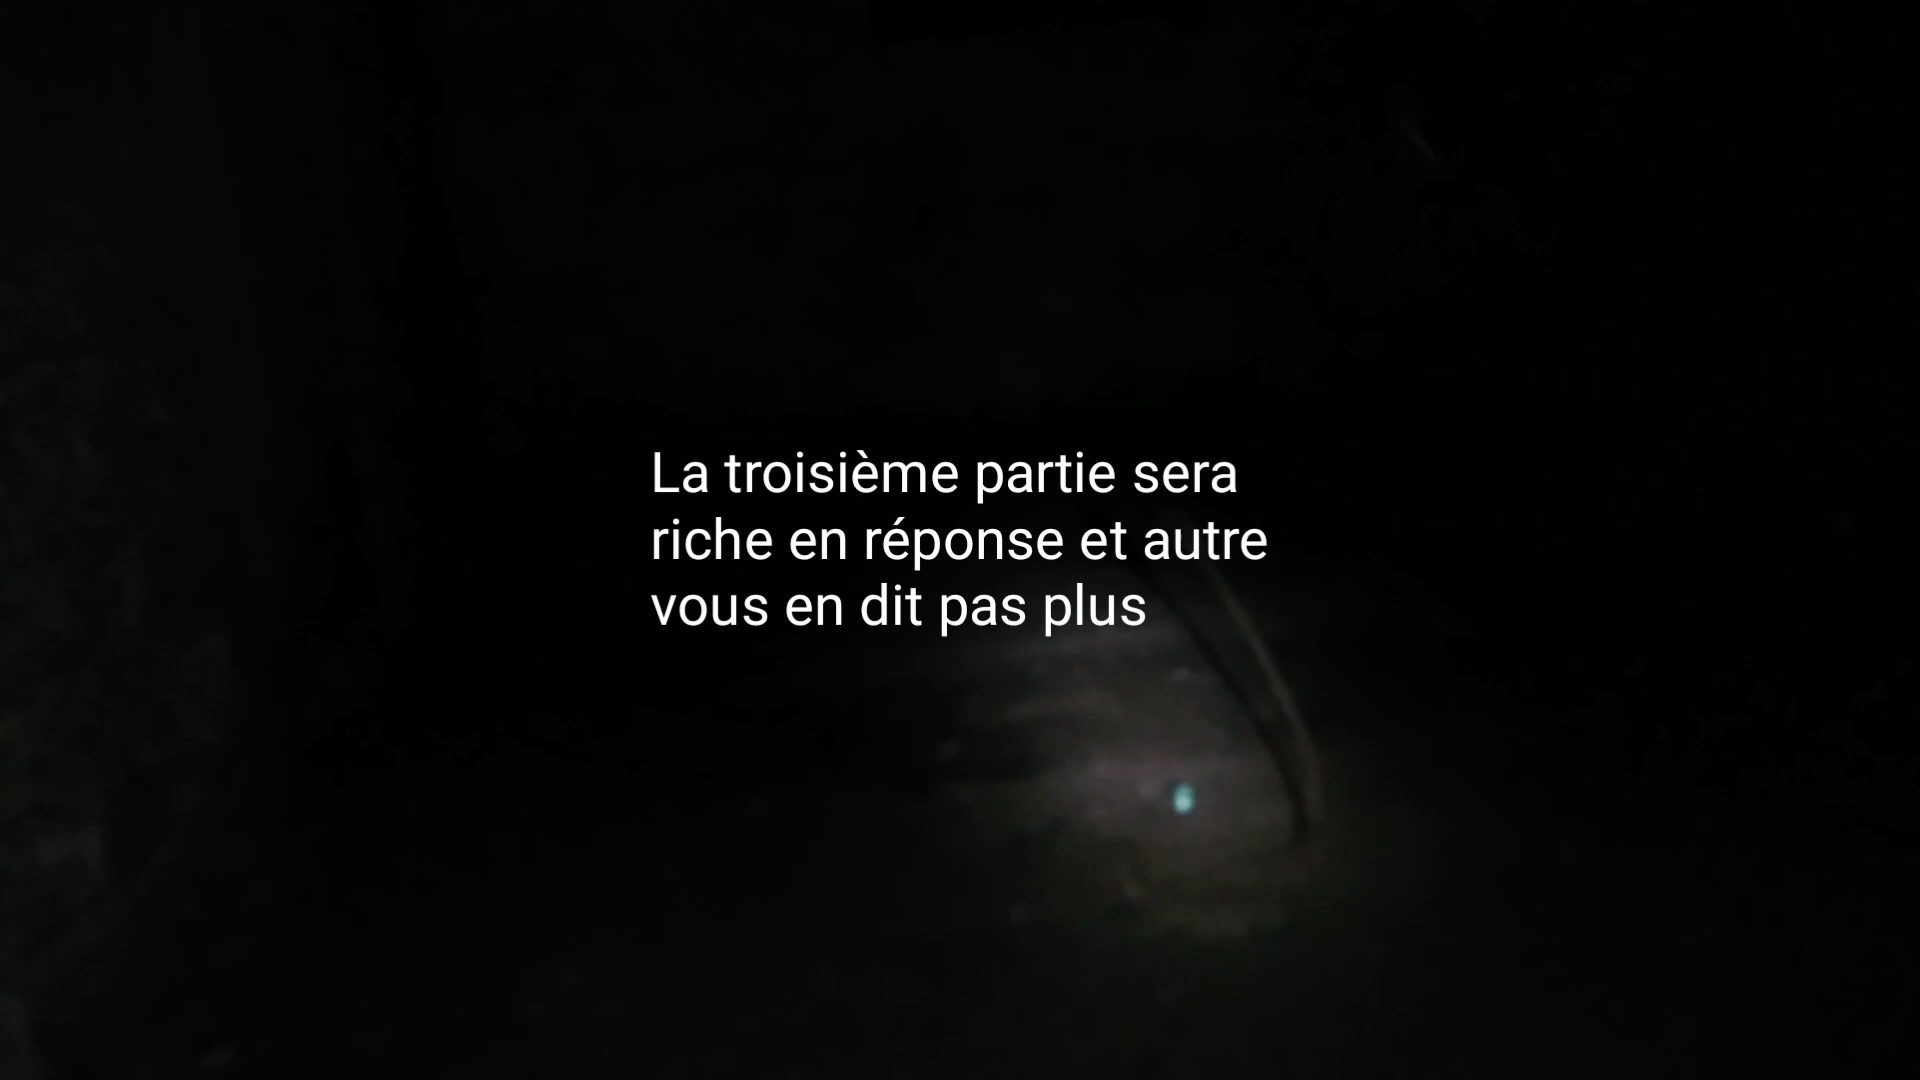 La troisième partie sera
riche en réponse et autre
vous en dit pas plus